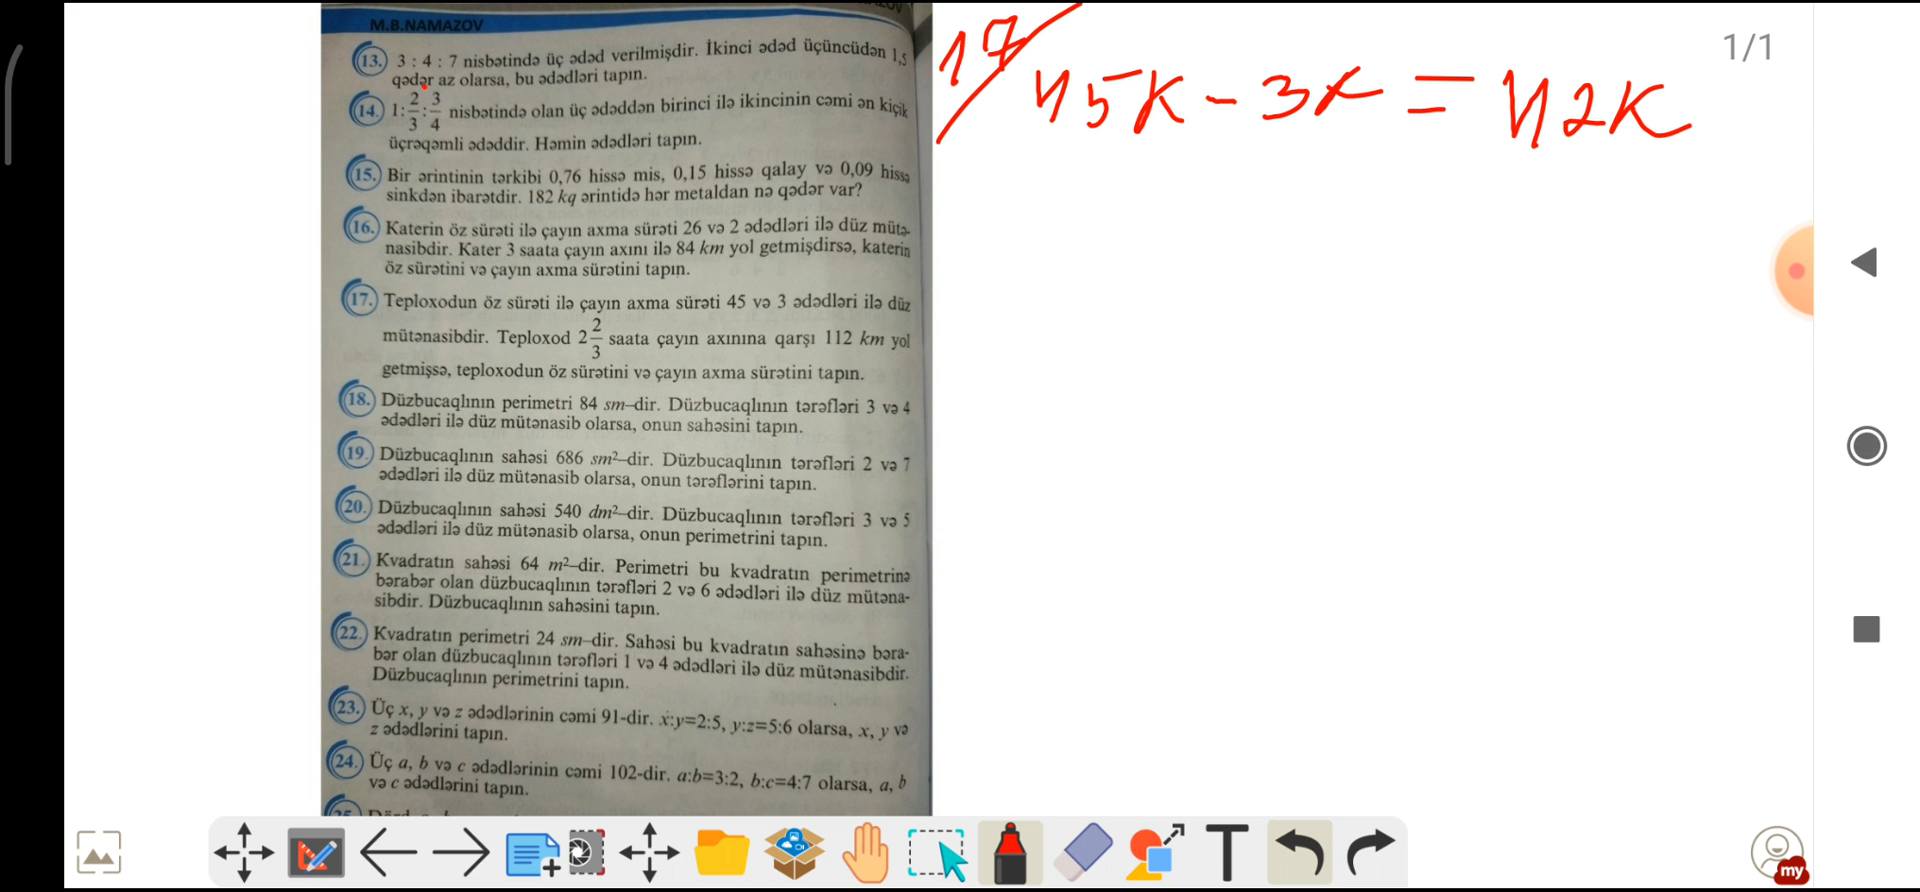 M.B.NAMAZOV
13. 3 : 4 : 7 nisbətində üç ədəd verilmişdir. İkinci ədəd üçüncüdən 1,5
qədər az olarsa, bu ədədləri tapın.
14. 1:2/3:3/4 nisbətində olan üç ədəddən birinci ilə ikincinin cəmi ən kiçik
üçrəqəmli ədəddir. Həmin ədədləri tapın.
15. Bir ərintinin tərkibi 0,76 hissə mis, 0,15 hissə qalay və 0,09 hissə
sinkdən ibarətdir. 182 kq ərintidə hər metaldan nə qədər var?
16. Katerin öz sürəti ilə çayın axma sürəti 26 və 2 ədədləri ilə düz mütə-
nasibdir. Kater 3 saata çayın axını ilə 84 km yol getmişdirsə, katerin
öz sürətini və çayın axma sürətini tapın.
17. Teploxodun öz sürəti ilə çayın axma sürəti 45 və 3 ədədləri ilə düz
mütənasibdir. Teploxod 2 2/3 saata çayın axınına qarşı 112 km yol
getmişsə, teploxodun öz sürətini və çayın axma sürətini tapın.
18. Düzbucaqlının perimetri 84 sm–dir. Düzbucaqlının tərəfləri 3 və 4
ədədləri ilə düz mütənasib olarsa, onun sahəsini tapın.
19. Düzbucaqlının sahəsi 686 sm²–dir. Düzbucaqlının tərəfləri 2 və 7
ədədləri ilə düz mütənasib olarsa, onun tərəflərini tapın.
20. Düzbucaqlının sahəsi 540 dm²–dir. Düzbucaqlının tərəfləri 3 və 5
ədədləri ilə düz mütənasib olarsa, onun perimetrini tapın.
21. Kvadratın sahəsi 64 m²–dir. Perimetri bu kvadratın perimetrinə
bərabər olan düzbucaqlının tərəfləri 2 və 6 ədədləri ilə düz mütəna-
sibdir. Düzbucaqlının sahəsini tapın.
22. Kvadratın perimetri 24 sm–dir. Sahəsi bu kvadratın sahəsinə bəra-
bər olan düzbucaqlının tərəfləri 1 və 4 ədədləri ilə düz mütənasibdir.
Düzbucaqlının perimetrini tapın.
23. Üç x, y və z ədədlərinin cəmi 91-dir. x:y=2:5, y:z=5:6 olarsa, x, y və
z ədədlərini tapın.
24. Üç a, b və c ədədlərinin cəmi 102-dir. a:b=3:2, b:c=4:7 olarsa, a, b
və c ədədlərini tapın.
17/ 45K - 3K = 42K
1/1
T
my